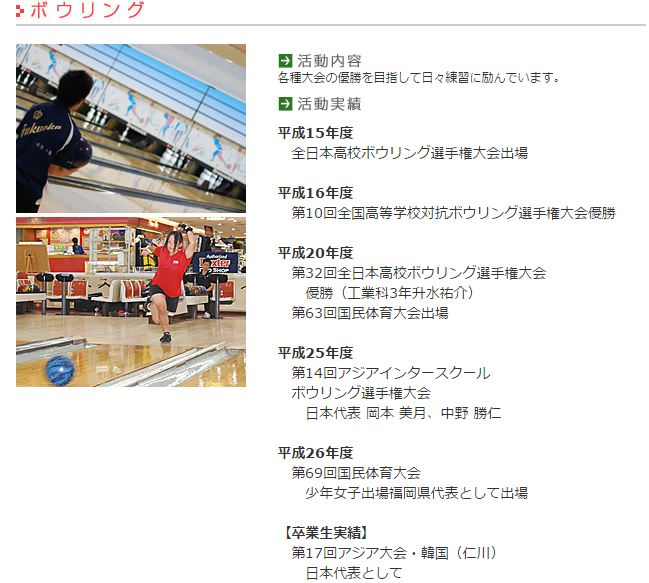 ボウリング
Fukuoka
活動内容
各種大会の優勝を目指して日々練習に励んでいます。
活動実績
平成15年度
全日本高校ボウリング選手権大会出場
平成16年度
第10回全国高等学校対抗ボウリング選手権大会優勝
平成20年度
第32回全日本高校ボウリング選手権大会
優勝（工業科3年升水祐介）
第63回国民体育大会出場
平成25年度
第14回アジアインタースクール
ボウリング選手権大会
日本代表 岡本 美月、中野 勝仁
平成26年度
第69回国民体育大会
少年女子出場福岡県代表として出場
【卒業生実績】
第17回アジア大会・韓国（仁川）
日本代表として